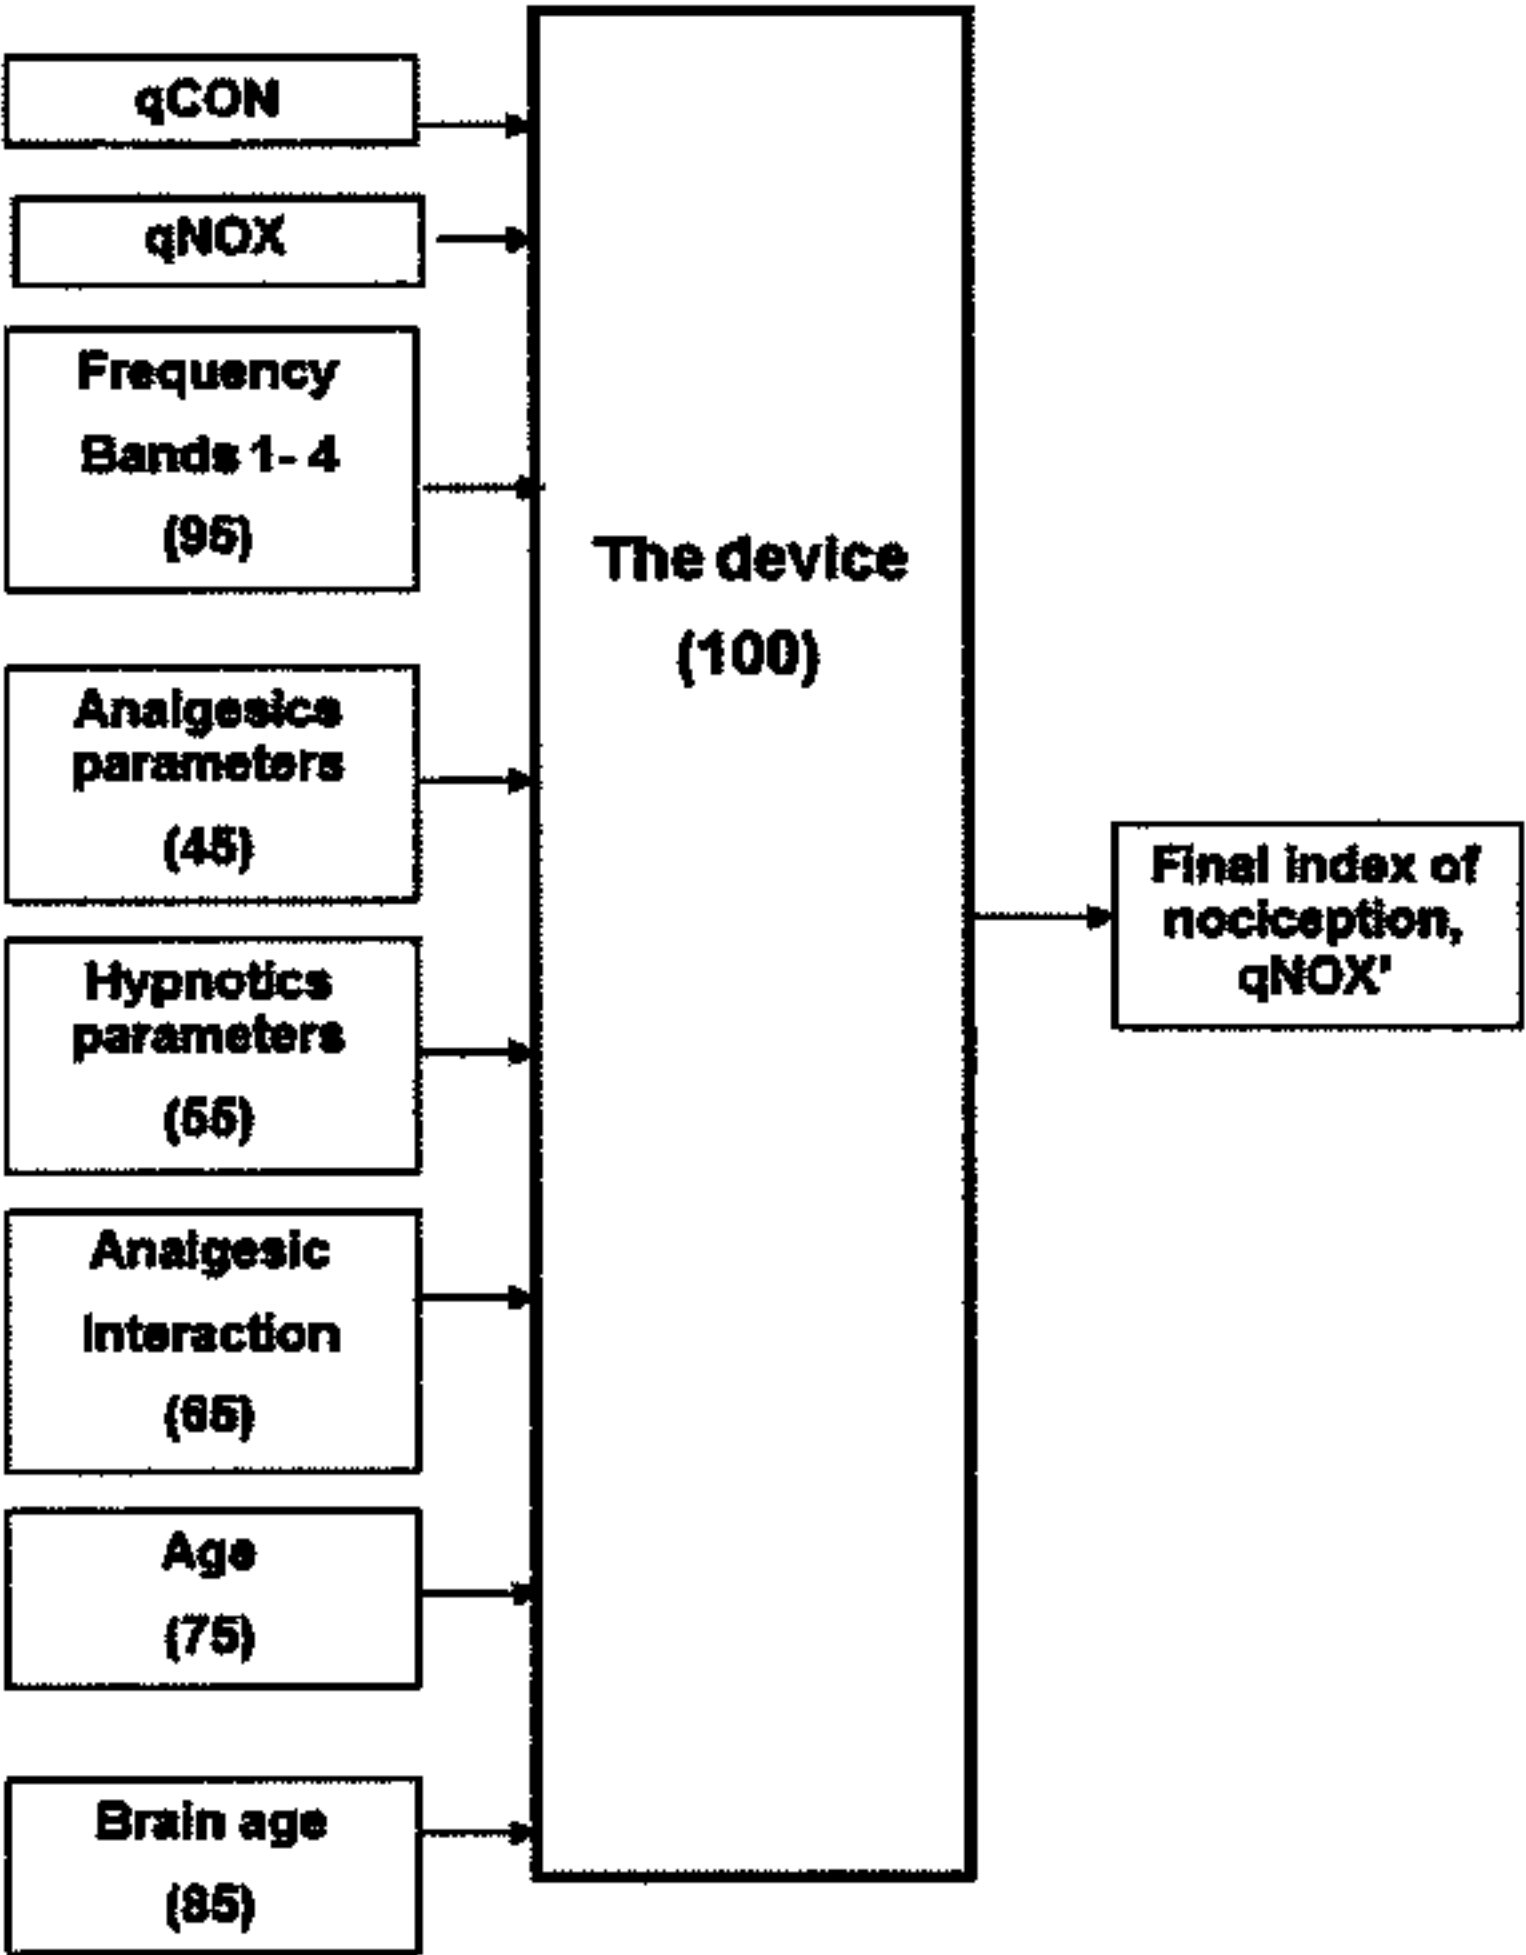 qCON
qNOX
Frequency
Bands 1- 4
(95)
Analgesics
parameters
(45)
Hypnotics
parameters
(55)
Analgesic
Interaction
(65)
Age
(75)
Brain age
(85)
The device
(100)
Final index of
nociception,
qNOX'